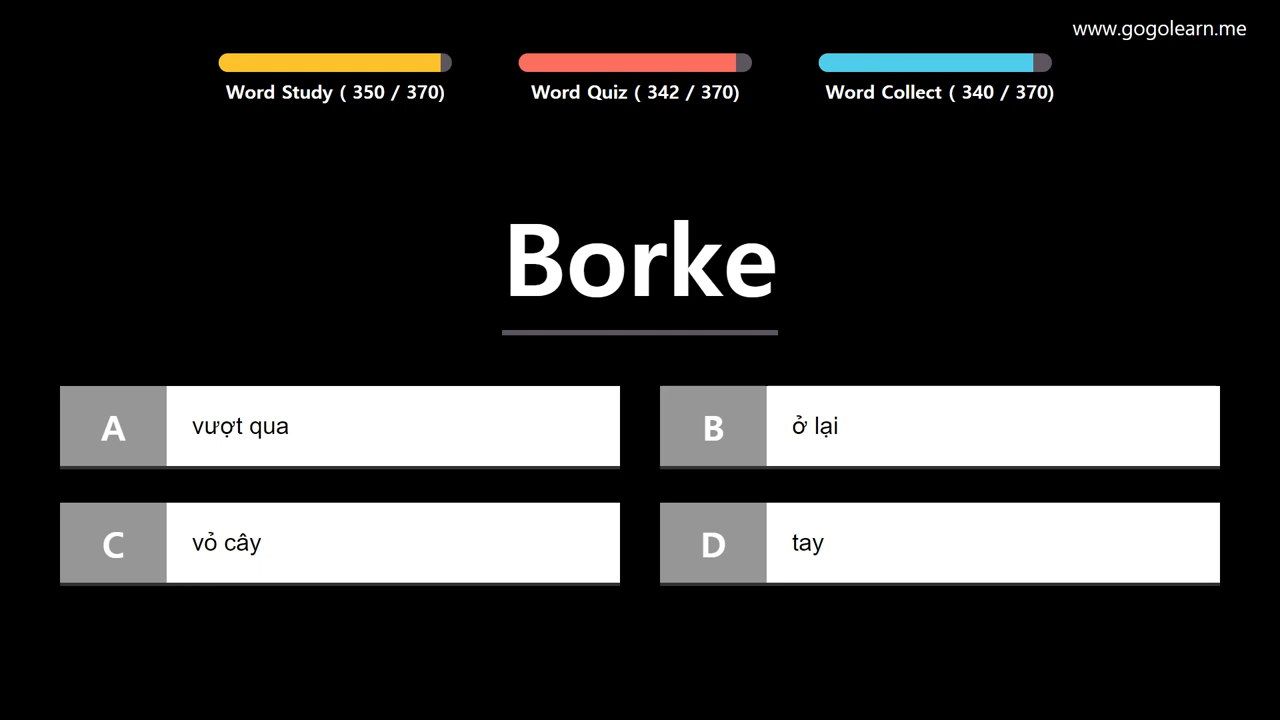 www.gogolearn.me
Word Study ( 350 / 370)
Word Quiz ( 342 / 370)
Word Collect ( 340 / 370)
Borke
A vượt qua
B ở lại
C vỏ cây
D tay